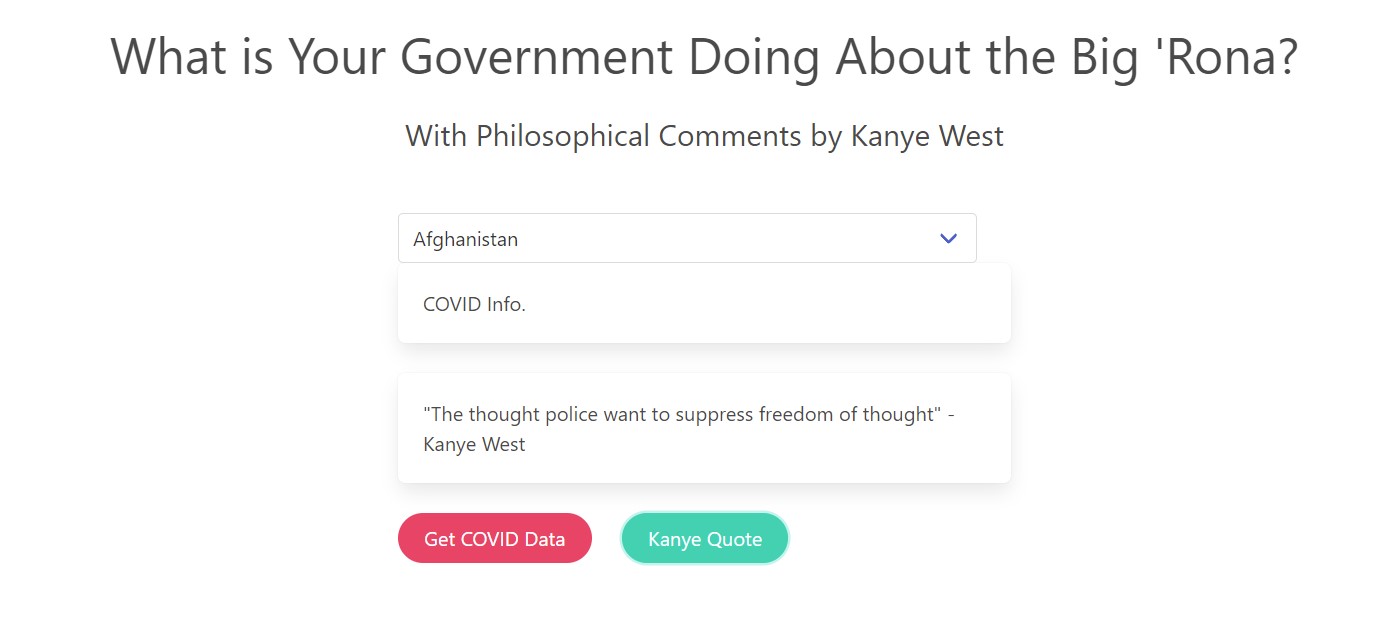 What is Your Government Doing About the Big 'Rona?
With Philosophical Comments by Kanye West
Afghanistan
COVID Info.
"The thought police want to suppress freedom of thought" -
Kanye West
Get COVID Data
Kanye Quote